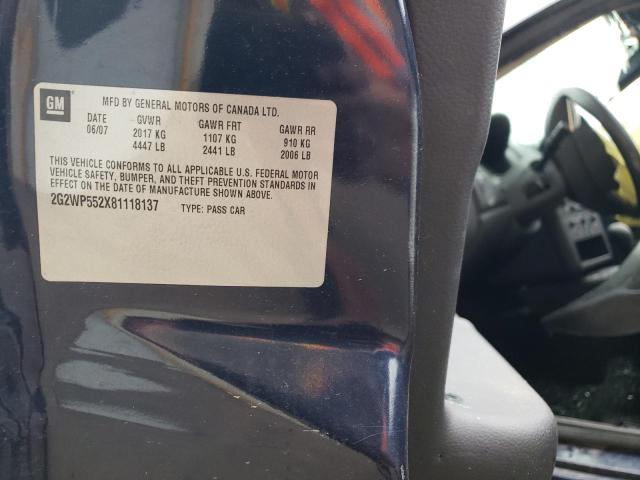 GM
MFD BY GENERAL MOTORS OF CANADA LTD.
DATE GVWR GAWR FRT GAWR RR
06/07 2017 KG 1107 KG 910 KG
4447 LB 2441 LB 2006 LB
THIS VEHICLE CONFORMS TO ALL APPLICABLE U.S. FEDERAL MOTOR
VEHICLE SAFETY, BUMPER, AND THEFT PREVENTION STANDARDS IN
EFFECT ON THE DATE OF MANUFACTURE SHOWN ABOVE.
2G2WP552X81118137 TYPE: PASS CAR